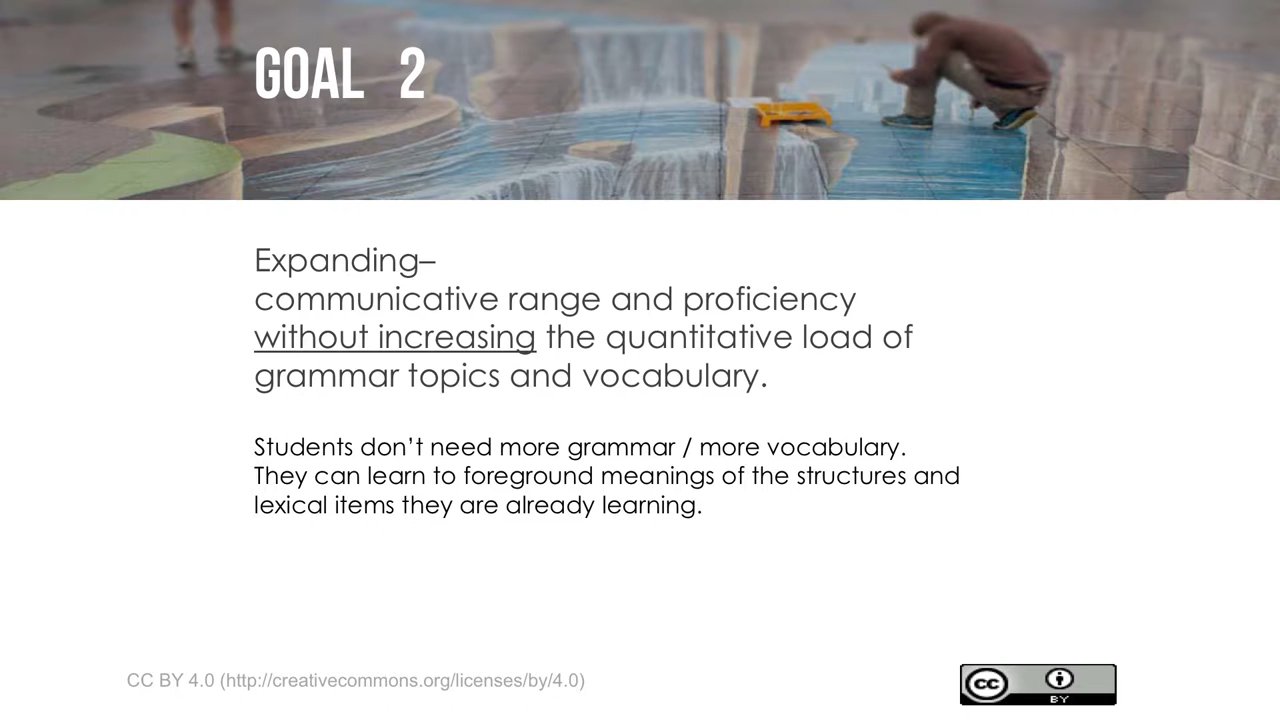 GOAL 2
Expanding–
communicative range and proficiency
without increasing the quantitative load of
grammar topics and vocabulary.
Students don’t need more grammar / more vocabulary.
They can learn to foreground meanings of the structures and
lexical items they are already learning.
CC BY 4.0 (http://creativecommons.org/licenses/by/4.0)
cc
BY